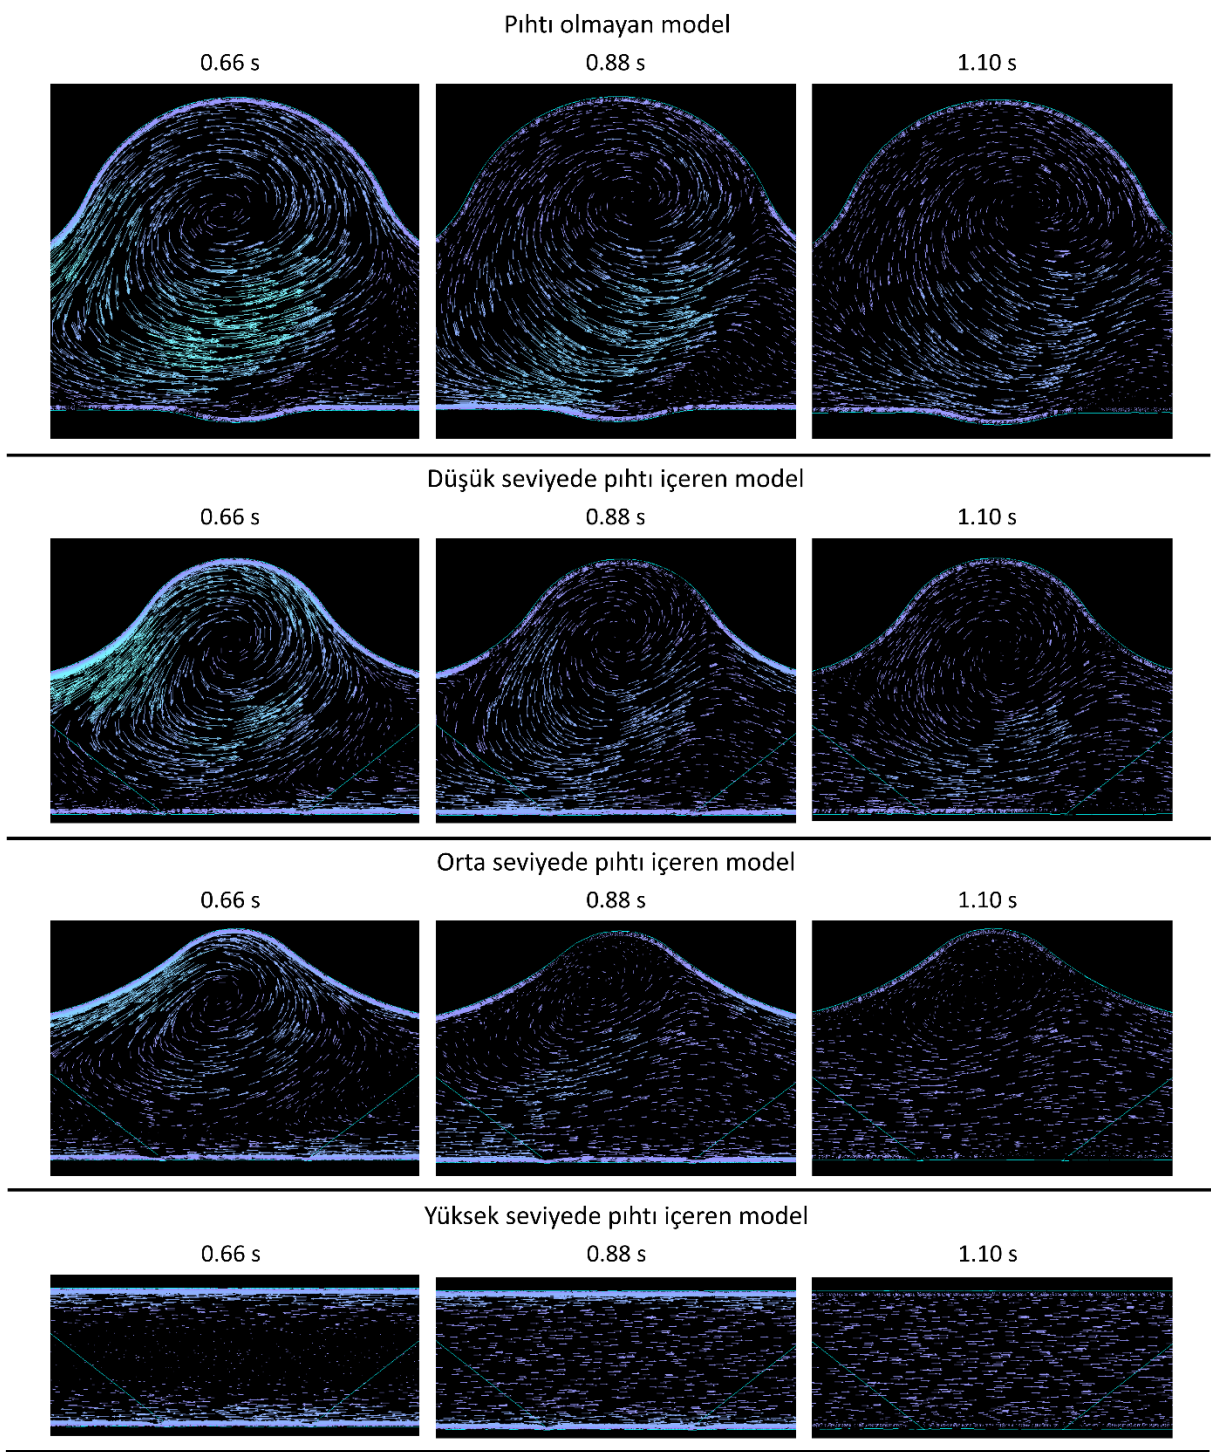 Pıhtı olmayan model
0.66 s 0.88 s 1.10 s
Düşük seviyede pıhtı içeren model
0.66 s 0.88 s 1.10 s
Orta seviyede pıhtı içeren model
0.66 s 0.88 s 1.10 s
Yüksek seviyede pıhtı içeren model
0.66 s 0.88 s 1.10 s